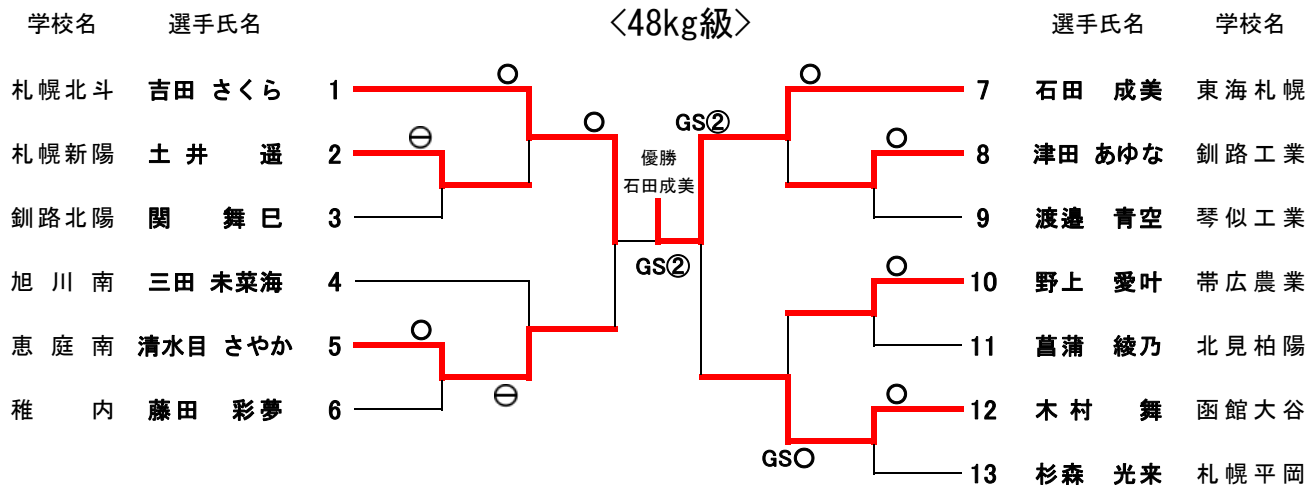 学校名 選手氏名 <48kg級> 選手氏名 学校名
札幌北斗 吉田 さくら 1 ○ ○ 7 石田 成美 東海札幌
○ GS②
札幌新陽 土井 遥 2 ⊖ ○ 8 津田 あゆな 釧路工業
優勝
石田成美
釧路北陽 関 舞巳 3 9 渡邉 青空 琴似工業
GS②
旭川南 三田 未菜海 4 ○ 10 野上 愛叶 帯広農業
恵庭南 清水目 さやか 5 ○ 11 菖蒲 綾乃 北見柏陽
稚内 藤田 彩夢 6 ⊖ ○ 12 木村 舞 函館大谷
GS○
13 杉森 光来 札幌平岡